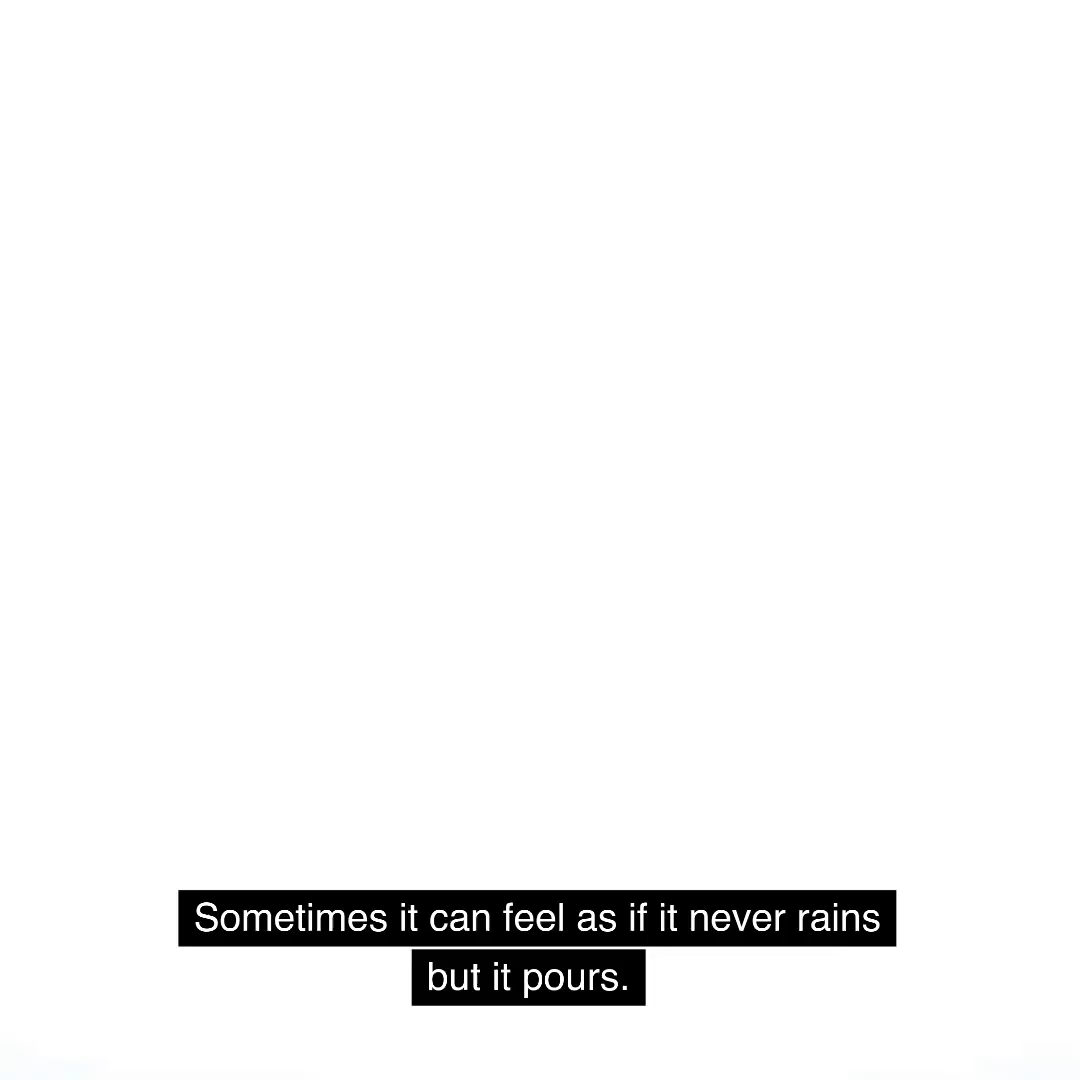 Sometimes it can feel as if it never rains
but it pours.